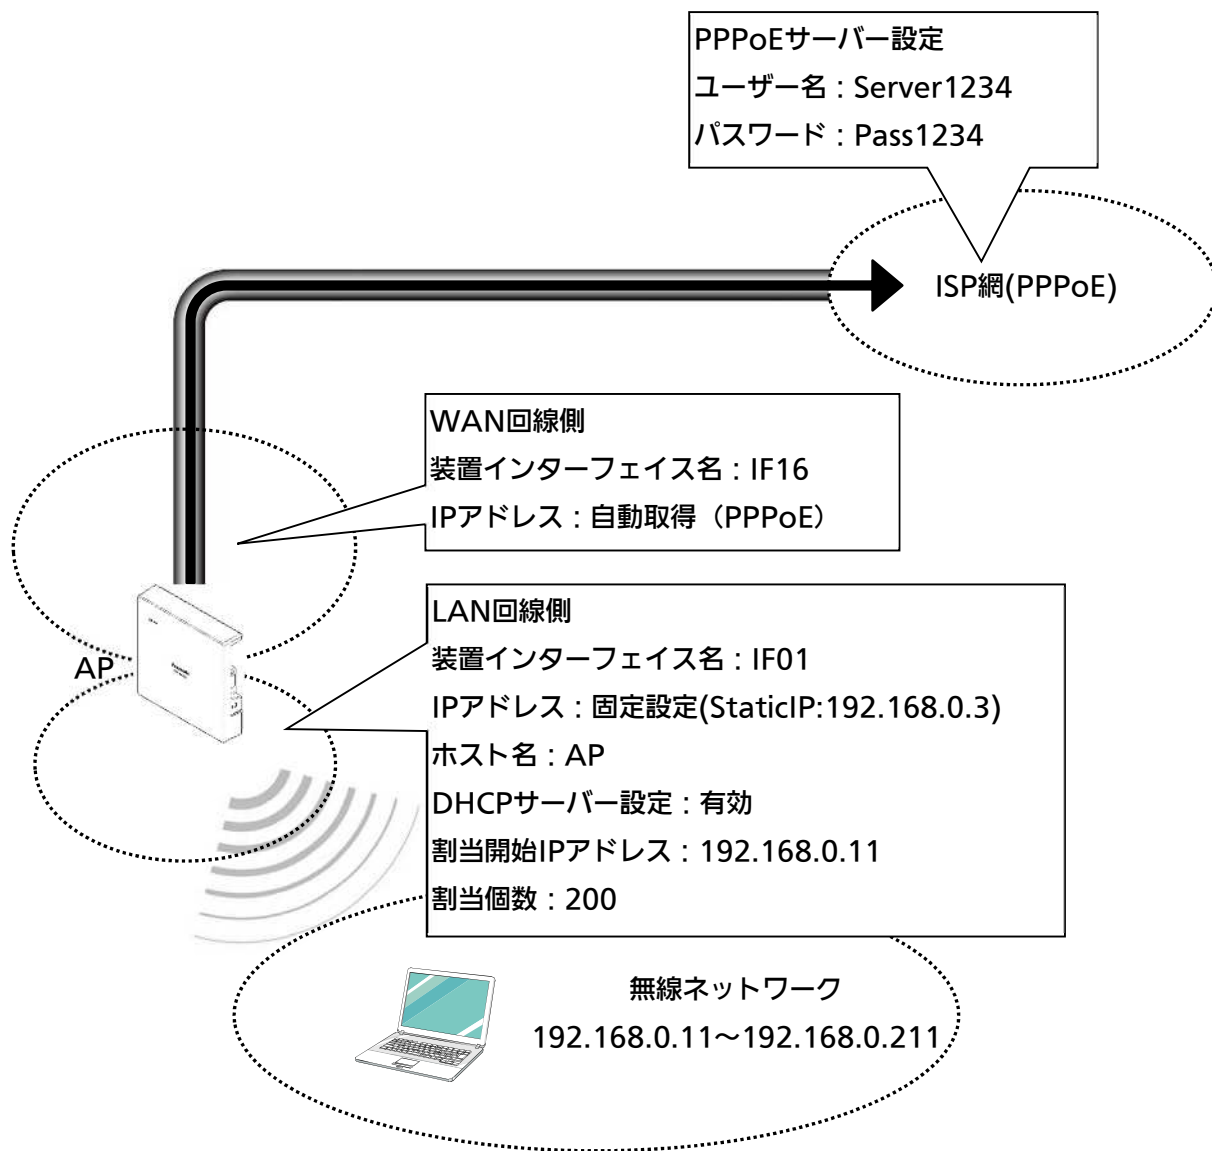 PPPoEサーバー設定
ユーザー名：Server1234
パスワード：Pass1234
ISP網(PPPoE)
WAN回線側
装置インターフェイス名：IF16
IPアドレス：自動取得（PPPoE）
AP
LAN回線側
装置インターフェイス名：IF01
IPアドレス：固定設定(StaticIP:192.168.0.3)
ホスト名：AP
DHCPサーバー設定：有効
割当開始IPアドレス：192.168.0.11
割当個数：200
無線ネットワーク
192.168.0.11～192.168.0.211